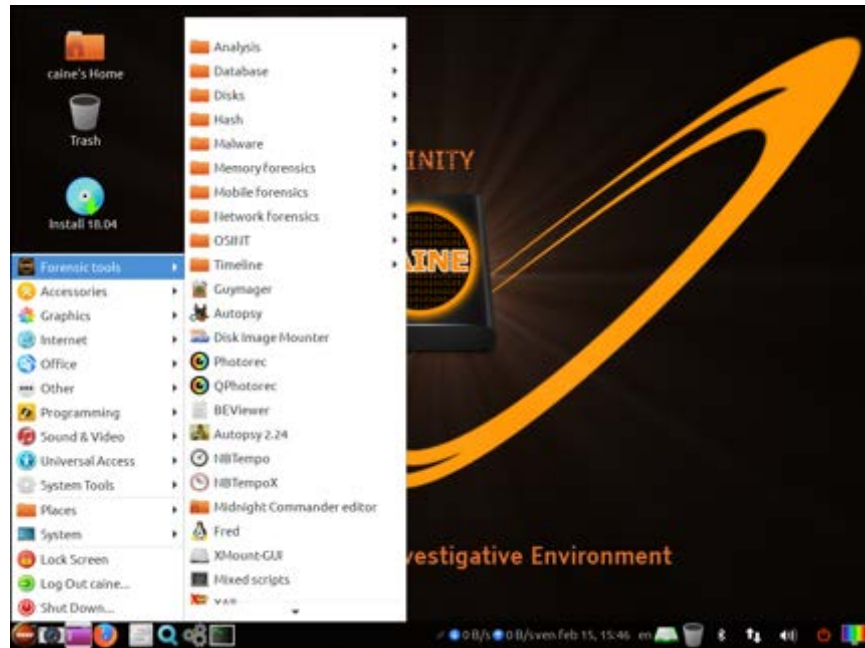 caine's Home
Trash
Install 18.04
Forensic tools
Accessories
Graphics
Internet
Office
Other
Programming
Sound & Video
Universal Access
System Tools
Places
System
Lock Screen
Log Out caine...
Shut Down...
Analysis
Database
Disks
Hash
Malware
Memory forensics
Mobile forensics
Network forensics
OSINT
Timeline
Guymager
Autopsy
Disk Image Mounter
Photorec
QPhotorec
BEViewer
Autopsy 2.24
NBTempo
NBTempoX
Midnight Commander editor
Fred
XMount-GUI
Mixed scripts
INITY
AINE
vestigative Environment
0 B/s 0 B/s ven feb 15, 15:46 en